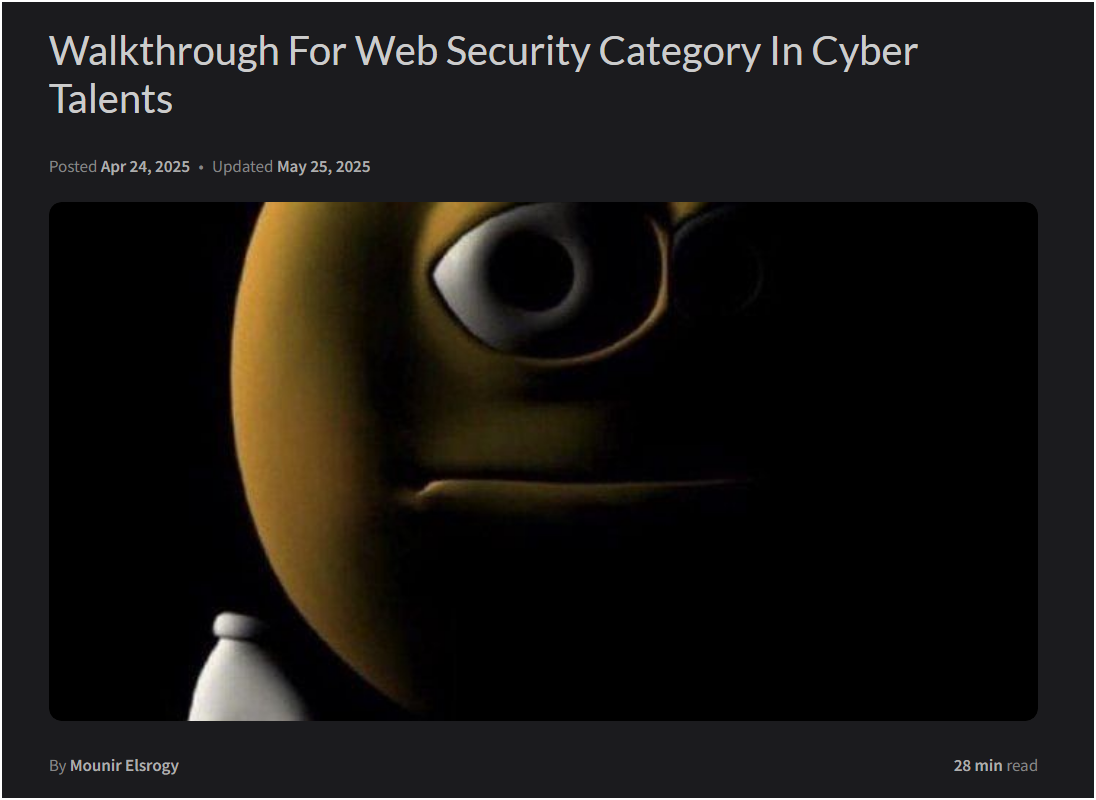 Walkthrough For Web Security Category In Cyber
Talents
Posted Apr 24, 2025 • Updated May 25, 2025
By Mounir Elsrogy
28 min read